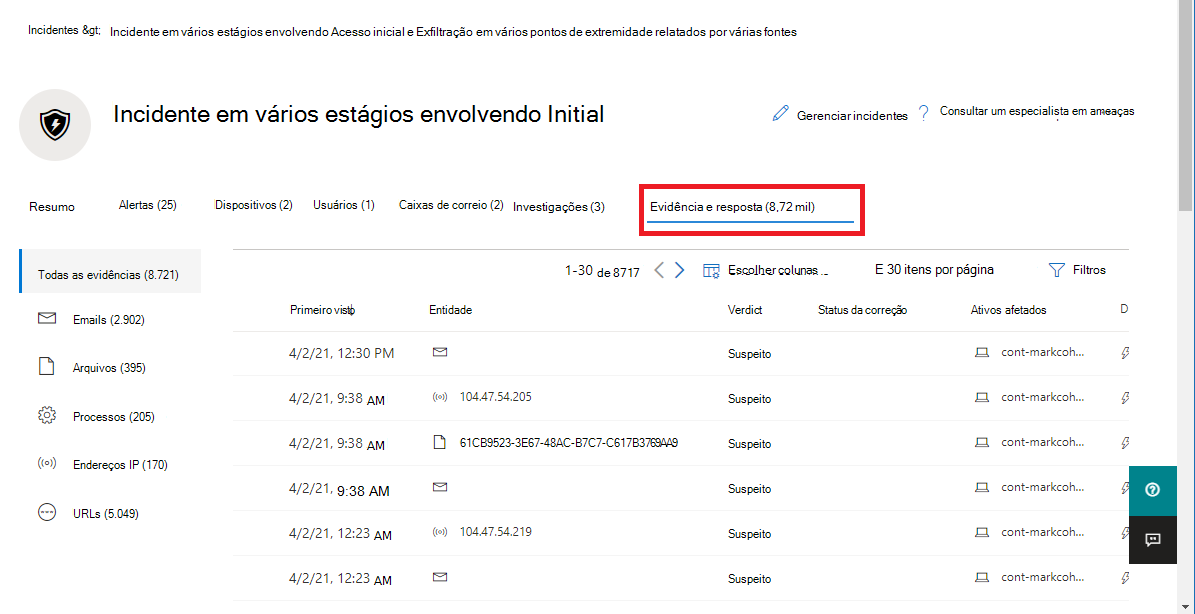 Incidentes &gt; Incidente em vários estágios envolvendo Acesso inicial e Exfiltração em vários pontos de extremidade relatados por várias fontes
Incidente em vários estágios envolvendo Initial
Gerenciar incidentes ? Consultar um especialista em ameaças
Resumo Alertas (25) Dispositivos (2) Usuários (1) Caixas de correio (2) Investigações (3) Evidência e resposta (8,72 mil)
Todas as evidências (8.721)
Emails (2.902)
Arquivos (395)
Processos (205)
Endereços IP (170)
URLs (5.049)
1-30 de 8717 Escolher colunas... E 30 itens por página Filtros
Primeiro visto Entidade Verdict Status da correção Ativos afetados D
4/2/21, 12:30 PM Suspeito cont-markcoh...
4/2/21, 9:38 AM 104.47.54.205 Suspeito cont-markcoh...
4/2/21, 9:38 AM Suspeito cont-markcoh...
4/2/21, 9:38 AM Suspeito cont-markcoh...
4/2/21, 12:23 AM 104.47.54.219 Suspeito cont-markcoh...
4/2/21, 12:23 AM Suspeito cont-markcoh...